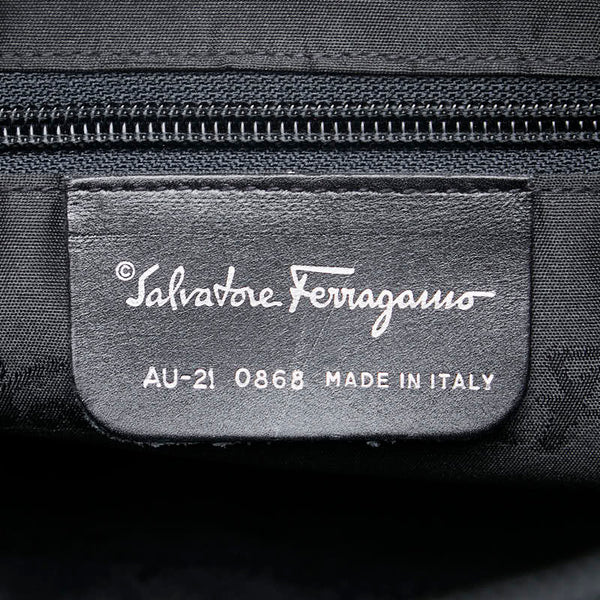 ©Salvatore Ferragamo
AU-21 0868 MADE IN ITALY